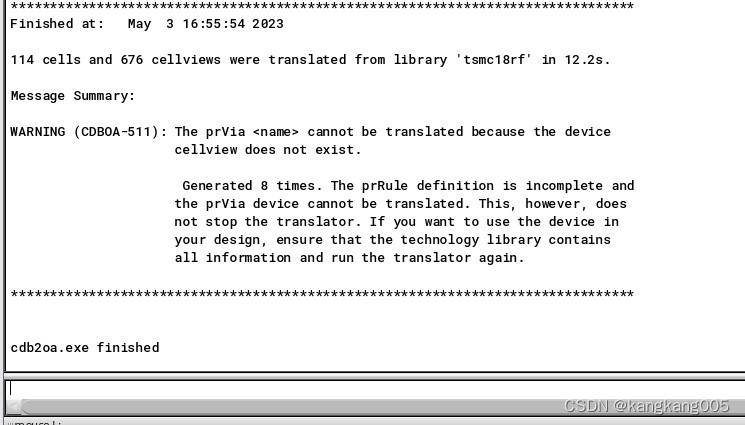 ********************************************************************************
Finished at:   May  3 16:55:54 2023
114 cells and 676 cellviews were translated from library 'tsmc18rf' in 12.2s.
Message Summary:
WARNING (CDBOA-511): The prVia <name> cannot be translated because the device
cellview does not exist.
Generated 8 times. The prRule definition is incomplete and
the prVia device cannot be translated. This, however, does
not stop the translator. If you want to use the device in
your design, ensure that the technology library contains
all information and run the translator again.
********************************************************************************
cdb2oa.exe finished
CSDN @kangkang005